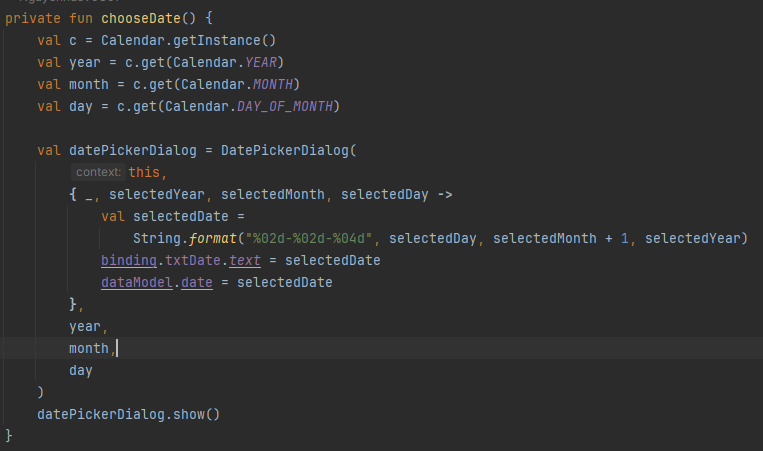 private fun chooseDate() {
    val c = Calendar.getInstance()
    val year = c.get(Calendar.YEAR)
    val month = c.get(Calendar.MONTH)
    val day = c.get(Calendar.DAY_OF_MONTH)

    val datePickerDialog = DatePickerDialog(
        context: this,
        { _, selectedYear, selectedMonth, selectedDay ->
            val selectedDate =
                String.format("%02d-%02d-%04d", selectedDay, selectedMonth + 1, selectedYear)
            binding.txtDate.text = selectedDate
            dataModel.date = selectedDate
        },
        year,
        month,
        day
    )
    datePickerDialog.show()
}